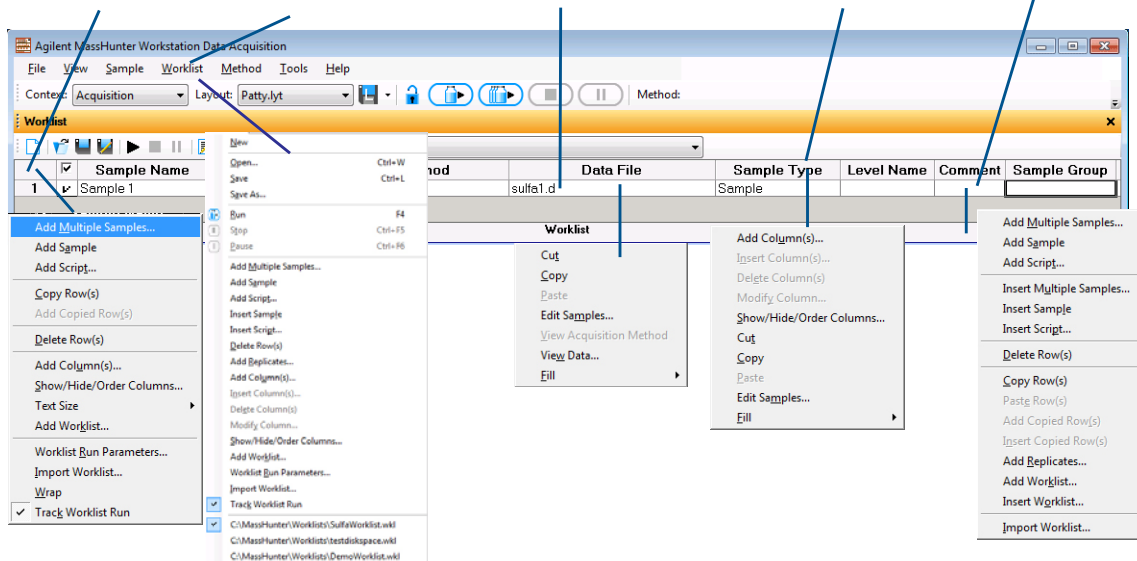 Agilent MassHunter Workstation Data Acquisition
File View Sample Worklist Method Tools Help
Context: Acquisition Layout: Patty.lyt Method:
Worklist
Sample Name hod Data File Sample Type Level Name Comment Sample Group
1 Sample 1 sulfa1.d Sample
Worklist
Add Multiple Samples...
Add Sample
Add Script...
Copy Row(s)
Add Copied Row(s)
Delete Row(s)
Add Column(s)...
Show/Hide/Order Columns...
Text Size
Add Worklist...
Worklist Run Parameters...
Import Worklist...
Wrap
Track Worklist Run
New
Open... Ctrl+W
Save Ctrl+L
Save As...
Run F4
Stop Ctrl+F5
Pause Ctrl+F6
Add Multiple Samples...
Add Sample
Add Script...
Insert Sample
Insert Script...
Delete Row(s)
Add Replicates...
Add Column(s)...
Insert Column(s)...
Delete Column(s)
Modify Column...
Show/Hide/Order Columns...
Add Worklist...
Worklist Run Parameters...
Import Worklist...
Track Worklist Run
C:\MassHunter\Worklists\SulfaWorklist.wkl
C:\MassHunter\Worklists\testdiskspace.wkl
C:\MassHunter\Worklists\DemoWorklist.wkl
Cut
Copy
Paste
Edit Samples...
View Acquisition Method
View Data...
Fill
Add Column(s)...
Insert Column(s)...
Delete Column(s)
Modify Column...
Show/Hide/Order Columns...
Cut
Copy
Paste
Edit Samples...
Fill
Add Multiple Samples...
Add Sample
Add Script...
Insert Multiple Samples...
Insert Sample
Insert Script...
Delete Row(s)
Copy Row(s)
Paste Row(s)
Add Copied Row(s)
Insert Copied Row(s)
Add Replicates...
Add Worklist...
Insert Worklist...
Import Worklist...